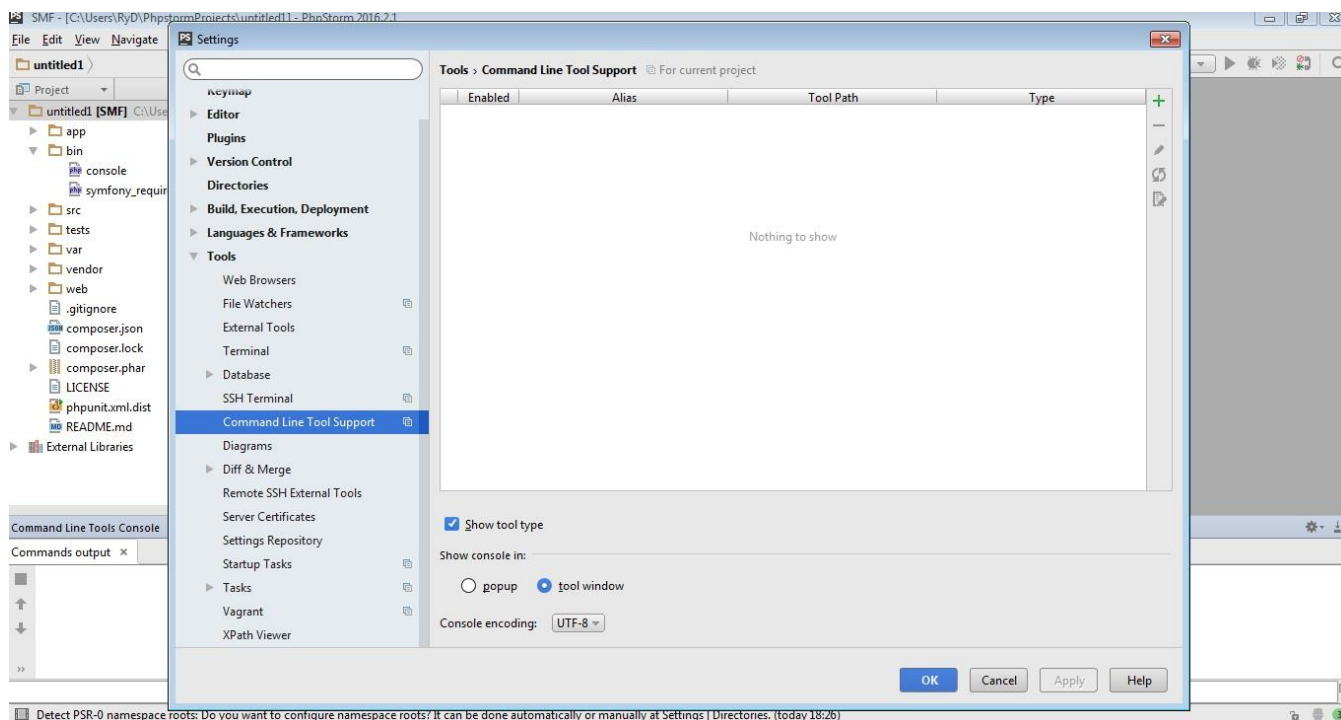 SMF - [C:\Users\RyD\PhpstormProjects\untitled1] - PhpStorm 2016.2.1
File Edit View Navigate
untitled1
Project
untitled1 [SMF] C:\Use
app
bin
console
symfony_requir
src
tests
var
vendor
web
.gitignore
composer.json
composer.lock
composer.phar
LICENSE
phpunit.xml.dist
README.md
External Libraries
Command Line Tools Console
Commands output
Settings
Keymap
Editor
Plugins
Version Control
Directories
Build, Execution, Deployment
Languages & Frameworks
Tools
Web Browsers
File Watchers
External Tools
Terminal
Database
SSH Terminal
Command Line Tool Support
Diagrams
Diff & Merge
Remote SSH External Tools
Server Certificates
Settings Repository
Startup Tasks
Tasks
Vagrant
XPath Viewer
Tools › Command Line Tool Support For current project
Enabled Alias Tool Path Type
Nothing to show
Show tool type
Show console in:
popup tool window
Console encoding: UTF-8
OK Cancel Apply Help
Detect PSR-0 namespace roots: Do you want to configure namespace roots? It can be done automatically or manually at Settings | Directories. (today 18:26)